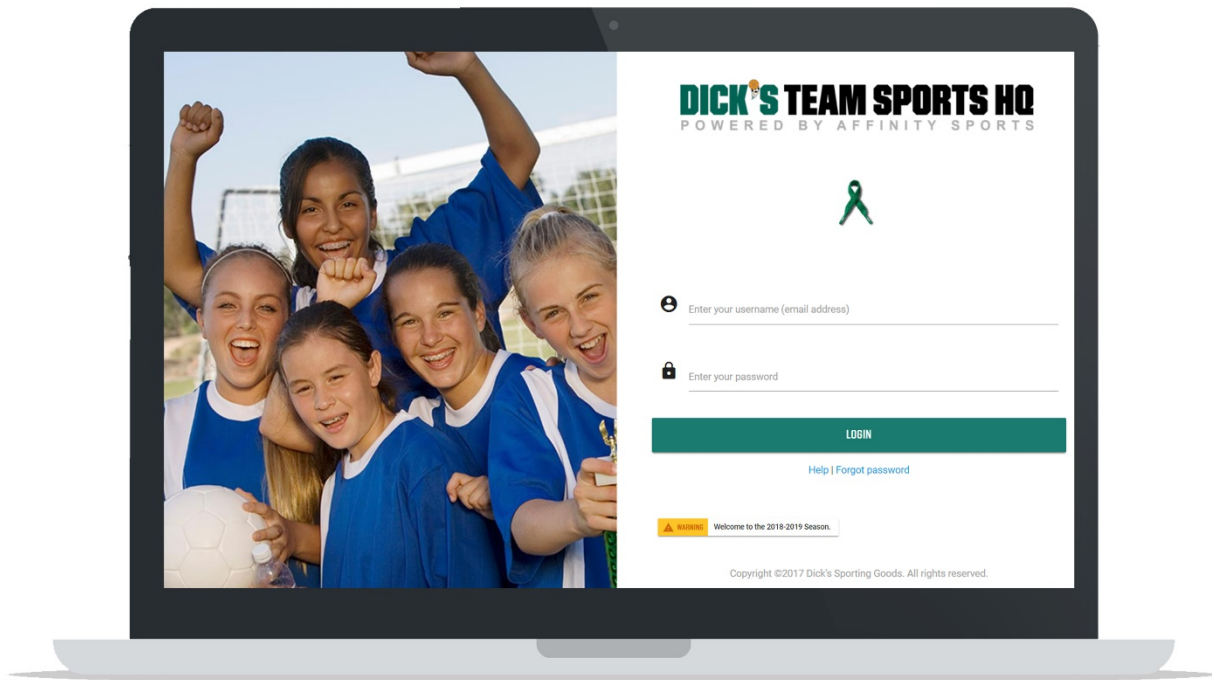 DICK'S TEAM SPORTS HQ
POWERED BY AFFINITY SPORTS
Enter your username (email address)
Enter your password
LOGIN
Help | Forgot password
WARNING Welcome to the 2018-2019 Season.
Copyright ©2017 Dick's Sporting Goods. All rights reserved.